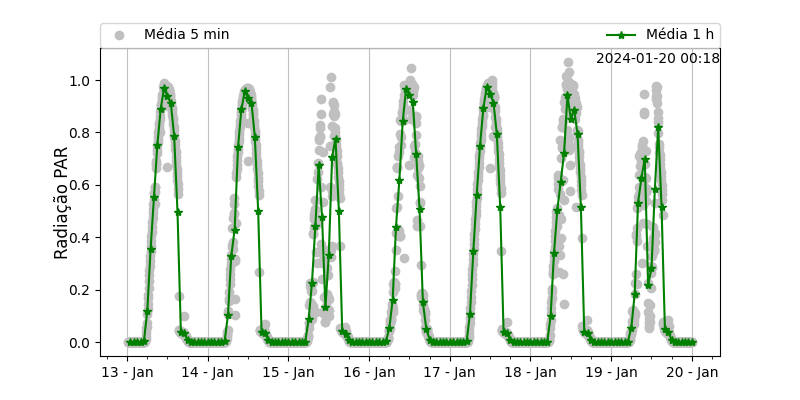 Média 5 min
Média 1 h
2024-01-20 00:18
Radiação PAR
1.0
0.8
0.6
0.4
0.2
0.0
13 - Jan
14 - Jan
15 - Jan
16 - Jan
17 - Jan
18 - Jan
19 - Jan
20 - Jan